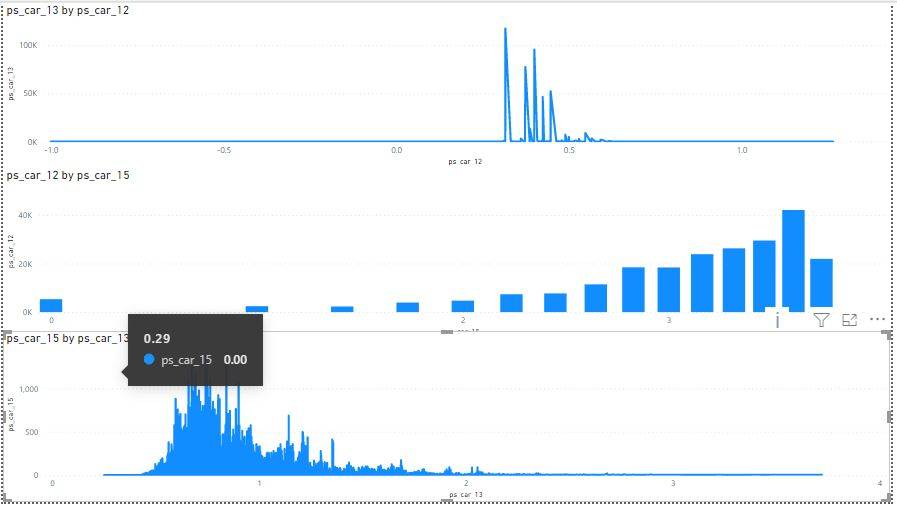 ps_car_13 by ps_car_12
100K
50K
0K
ps_car_13
-1.0
-0.5
0.0
0.5
1.0
ps_car_12
ps_car_12 by ps_car_15
40K
20K
0K
ps_car_12
0
2
3
ps_car_15 by ps_car_13
0.29
ps_car_15 0.00
1,000
500
0
ps_car_15
0
1
2
3
4
ps_car_13